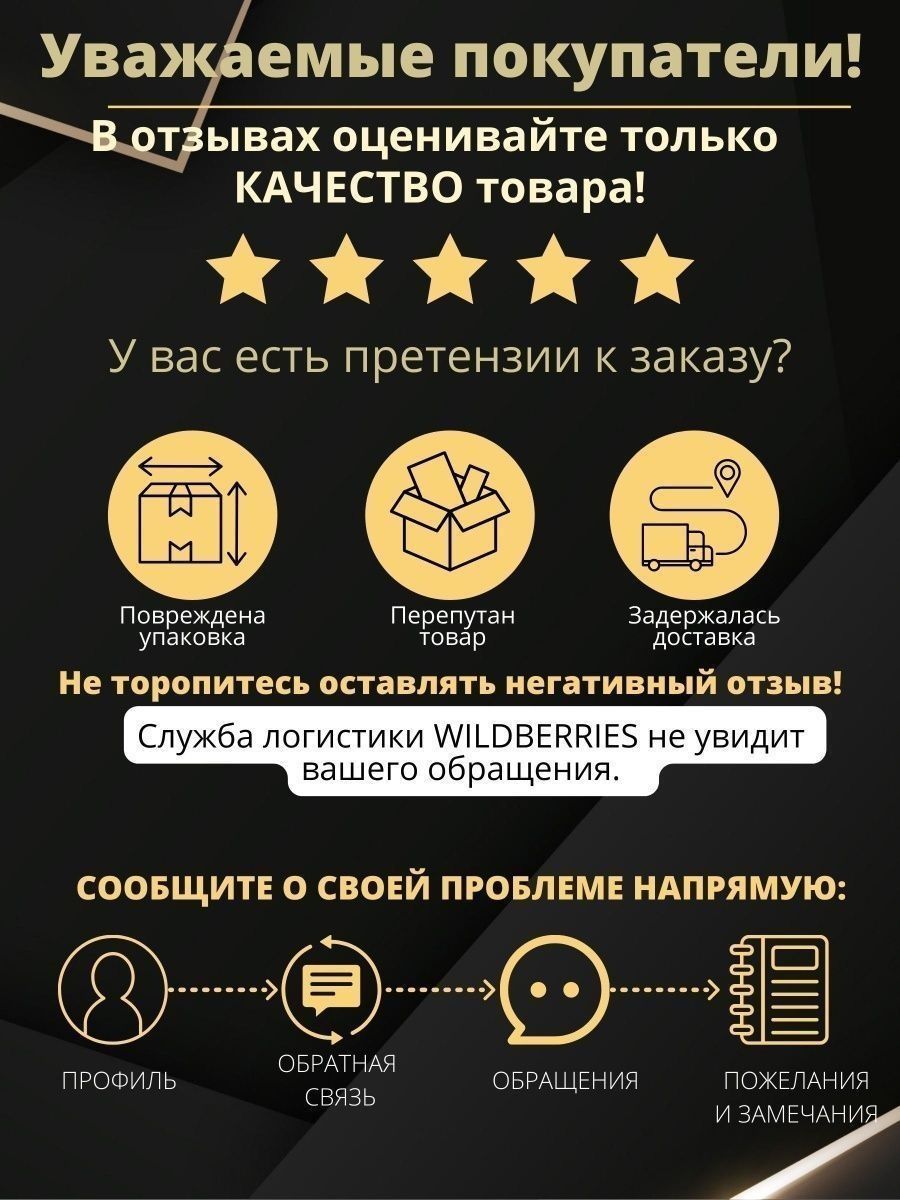 Уважаемые покупатели!
В отзывах оценивайте только
КАЧЕСТВО товара!
У вас есть претензии к заказу?
Повреждена
упаковка
Перепутан
товар
Задержалась
доставка
Не торопитесь оставлять негативный отзыв!
Служба логистики WILDBERRIES не увидит
вашего обращения.
СООБЩИТЕ О СВОЕЙ ПРОБЛЕМЕ НАПРЯМУЮ:
ПРОФИЛЬ
ОБРАТНАЯ
СВЯЗЬ
ОБРАЩЕНИЯ
ПОЖЕЛАНИЯ
И ЗАМЕЧАНИЯ